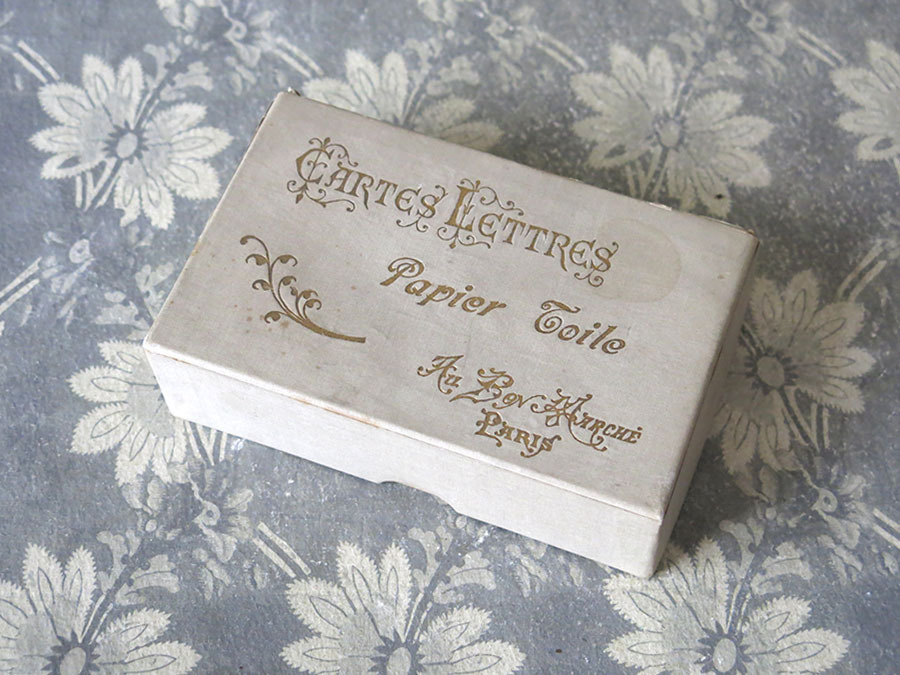 Cartes Lettres
Papier Toile
Au Bon Marché
Paris